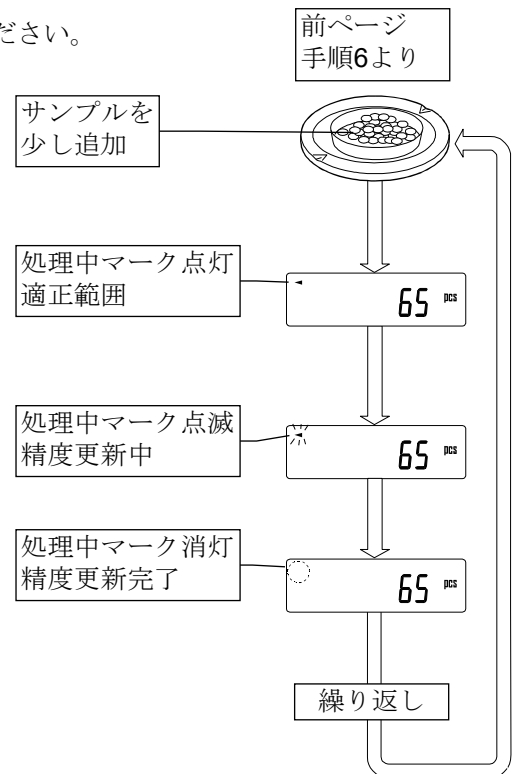 ださい。
前ページ
手順6より
サンプルを
少し追加
処理中マーク点灯
適正範囲
65 pcs
処理中マーク点滅
精度更新中
65 pcs
処理中マーク消灯
精度更新完了
65 pcs
繰り返し